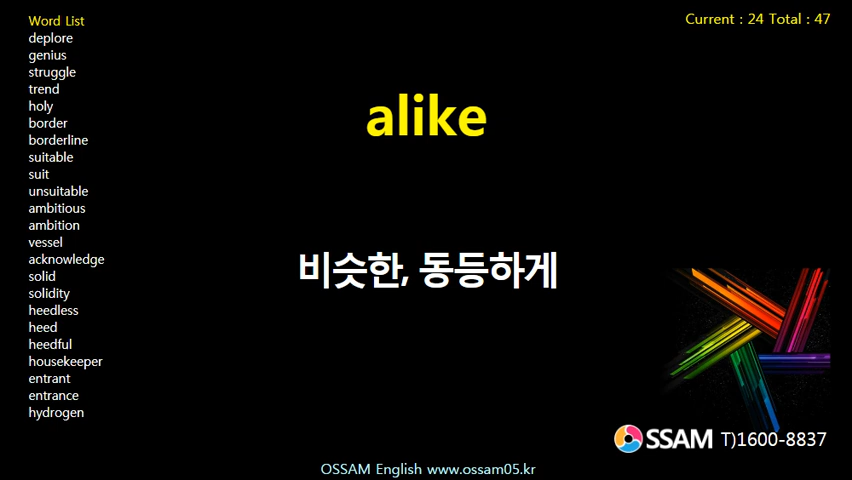 Word List
deplore
genius
struggle
trend
holy
border
borderline
suitable
suit
unsuitable
ambitious
ambition
vessel
acknowledge
solid
solidity
heedless
heed
heedful
housekeeper
entrant
entrance
hydrogen
Current : 24 Total : 47
alike
비슷한, 동등하게
OSSAM T)1600-8837
OSSAM English www.ossam05.kr